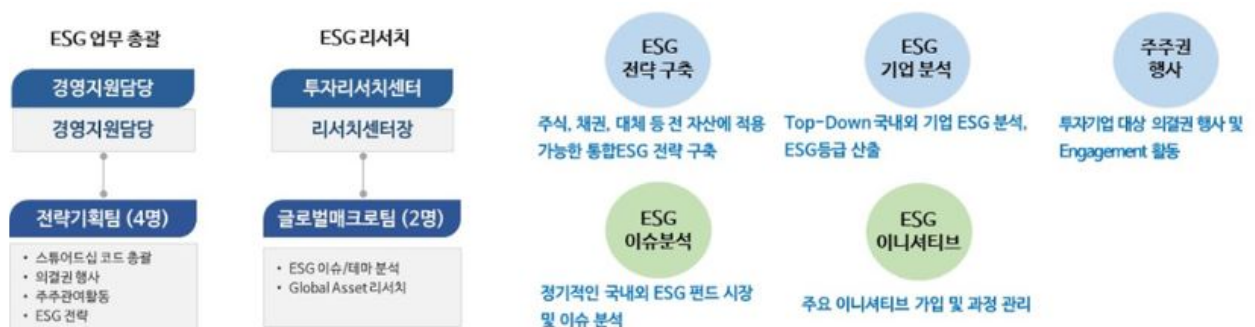 ESG 업무 총괄
경영지원담당
경영지원담당
전략기획팀 (4명)
• 스튜어드십 코드 총괄
• 의결권 행사
• 주주관여활동
• ESG 전략
ESG 리서치
투자리서치센터
리서치센터장
글로벌매크로팀 (2명)
• ESG 이슈/테마 분석
• Global Asset 리서치
ESG
전략 구축
주식, 채권, 대체 등 전 자산에 적용
가능한 통합ESG 전략 구축
ESG
기업 분석
Top-Down 국내외 기업 ESG 분석,
ESG등급 산출
주주권
행사
투자기업 대상 의결권 행사 및
Engagement 활동
ESG
이슈분석
정기적인 국내외 ESG 펀드 시장
및 이슈 분석
ESG
이니셔티브
주요 이니셔티브 가입 및 과정 관리